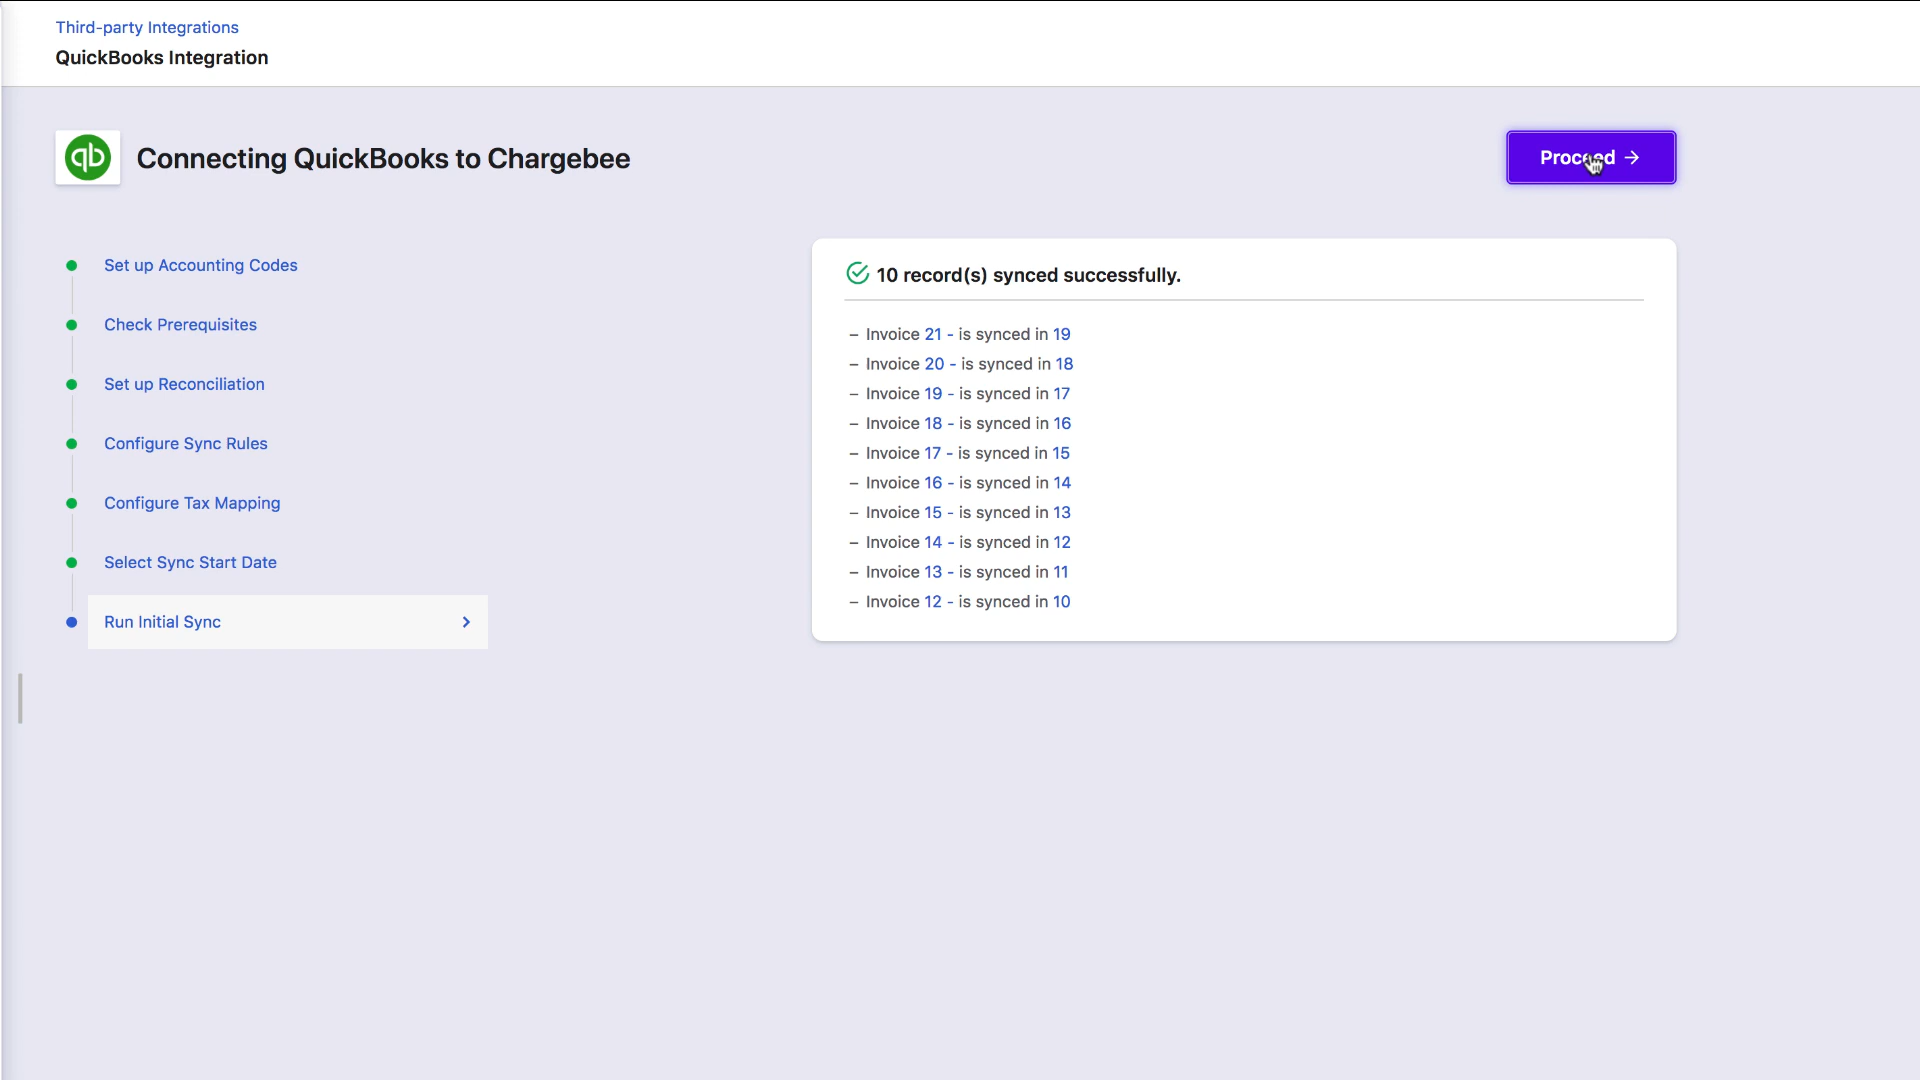 Third-party Integrations
QuickBooks Integration
qb
Connecting QuickBooks to Chargebee
Proceed →
Set up Accounting Codes
Check Prerequisites
Set up Reconciliation
Configure Sync Rules
Configure Tax Mapping
Select Sync Start Date
Run Initial Sync
10 record(s) synced successfully.
– Invoice 21 - is synced in 19
– Invoice 20 - is synced in 18
– Invoice 19 - is synced in 17
– Invoice 18 - is synced in 16
– Invoice 17 - is synced in 15
– Invoice 16 - is synced in 14
– Invoice 15 - is synced in 13
– Invoice 14 - is synced in 12
– Invoice 13 - is synced in 11
– Invoice 12 - is synced in 10